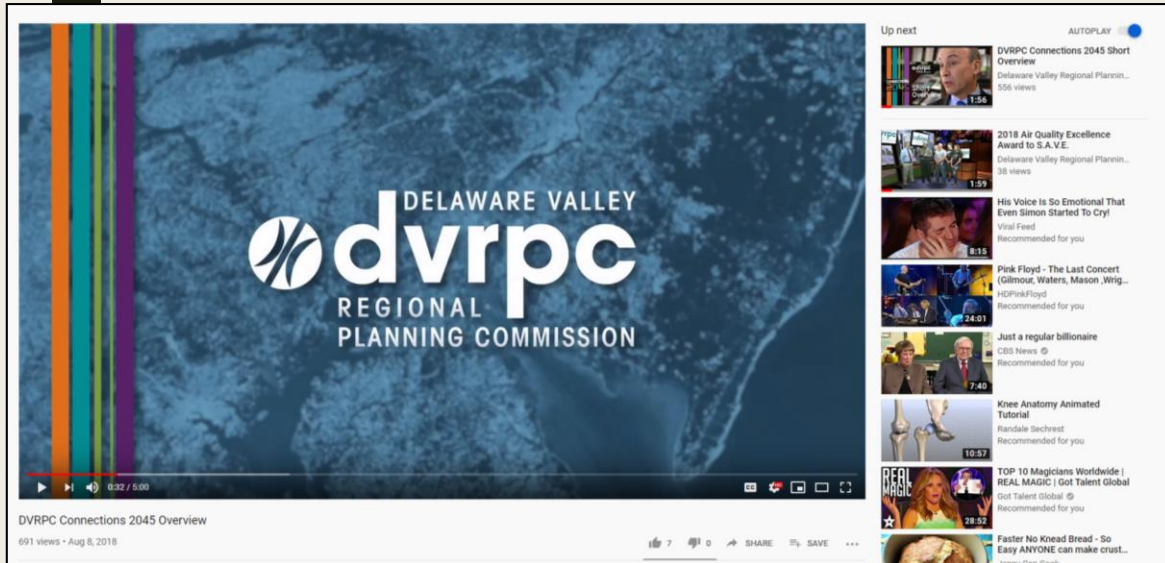 DELAWARE VALLEY
dvrpc
REGIONAL
PLANNING COMMISSION
0:32 / 5:00
CC
DVRPC Connections 2045 Overview
691 views • Aug 8, 2018
7
0
SHARE
SAVE
Up next
AUTOPLAY
dvrpc
Short
Overview
1:56
DVRPC Connections 2045 Short
Overview
Delaware Valley Regional Plannin...
556 views
1:59
2018 Air Quality Excellence
Award to S.A.V.E.
Delaware Valley Regional Plannin...
38 views
8:15
His Voice Is So Emotional That
Even Simon Started To Cry!
Viral Feed
Recommended for you
24:01
Pink Floyd - The Last Concert
(Gilmour, Waters, Mason ,Wrig...
HDPinkFloyd
Recommended for you
7:40
Just a regular billionaire
CBS News
Recommended for you
10:57
Knee Anatomy Animated
Tutorial
Randale Sechrest
Recommended for you
REAL
MAGIC
28:52
TOP 10 Magicians Worldwide |
REAL MAGIC | Got Talent Global
Got Talent Global
Recommended for you
Faster No Knead Bread - So
Easy ANYONE can make crust...